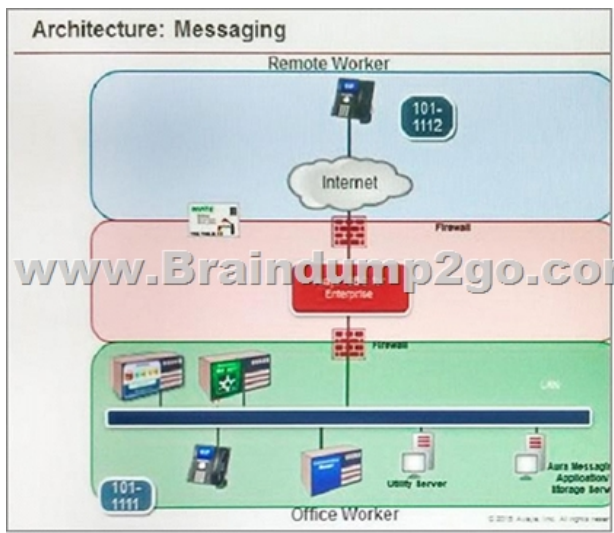 Architecture: Messaging
Remote Worker
101-
1112
Internet
Firewall
www.Braindump2go.co
Enterprise
Firewall
LAN
Utility Server
Aura Messagin
Application/
Storage Serv
101-
1111
Office Worker